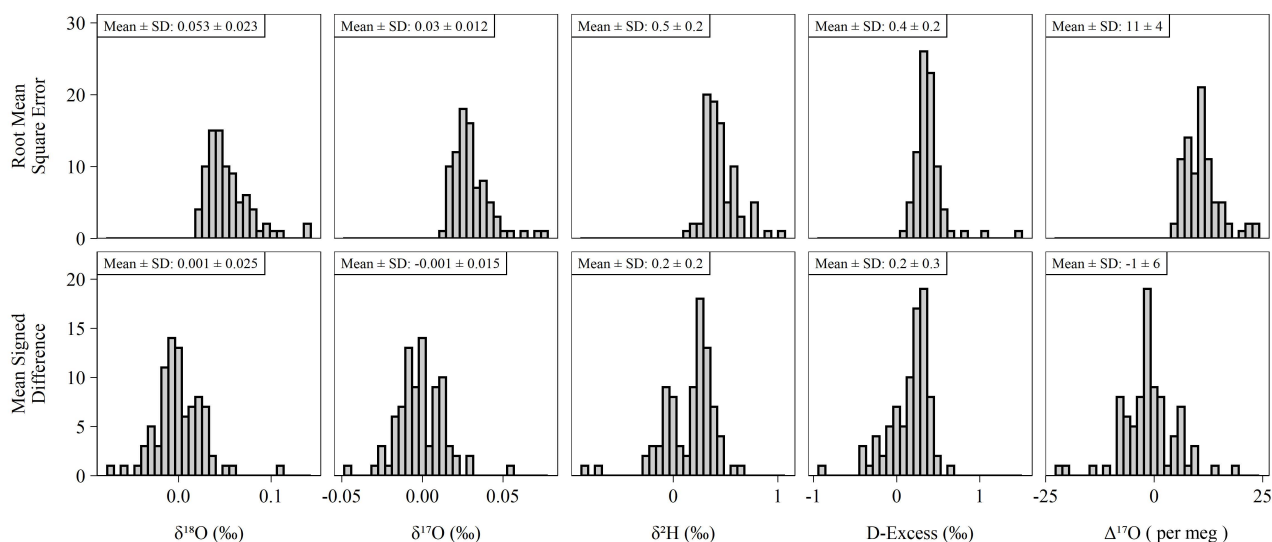 Mean ± SD: 0.053 ± 0.023
Mean ± SD: 0.03 ± 0.012
Mean ± SD: 0.5 ± 0.2
Mean ± SD: 0.4 ± 0.2
Mean ± SD: 11 ± 4
Root Mean
Square Error
30
20
10
0
Mean ± SD: 0.001 ± 0.025
Mean ± SD: -0.001 ± 0.015
Mean ± SD: 0.2 ± 0.2
Mean ± SD: 0.2 ± 0.3
Mean ± SD: -1 ± 6
Mean Signed
Difference
20
15
10
5
0
0.0 0.1
-0.05 0.00 0.05
0 1
-1 0 1
-25 0 25
δ¹⁸O (‰)
δ¹⁷O (‰)
δ²H (‰)
D-Excess (‰)
Δ¹⁷O ( per meg )